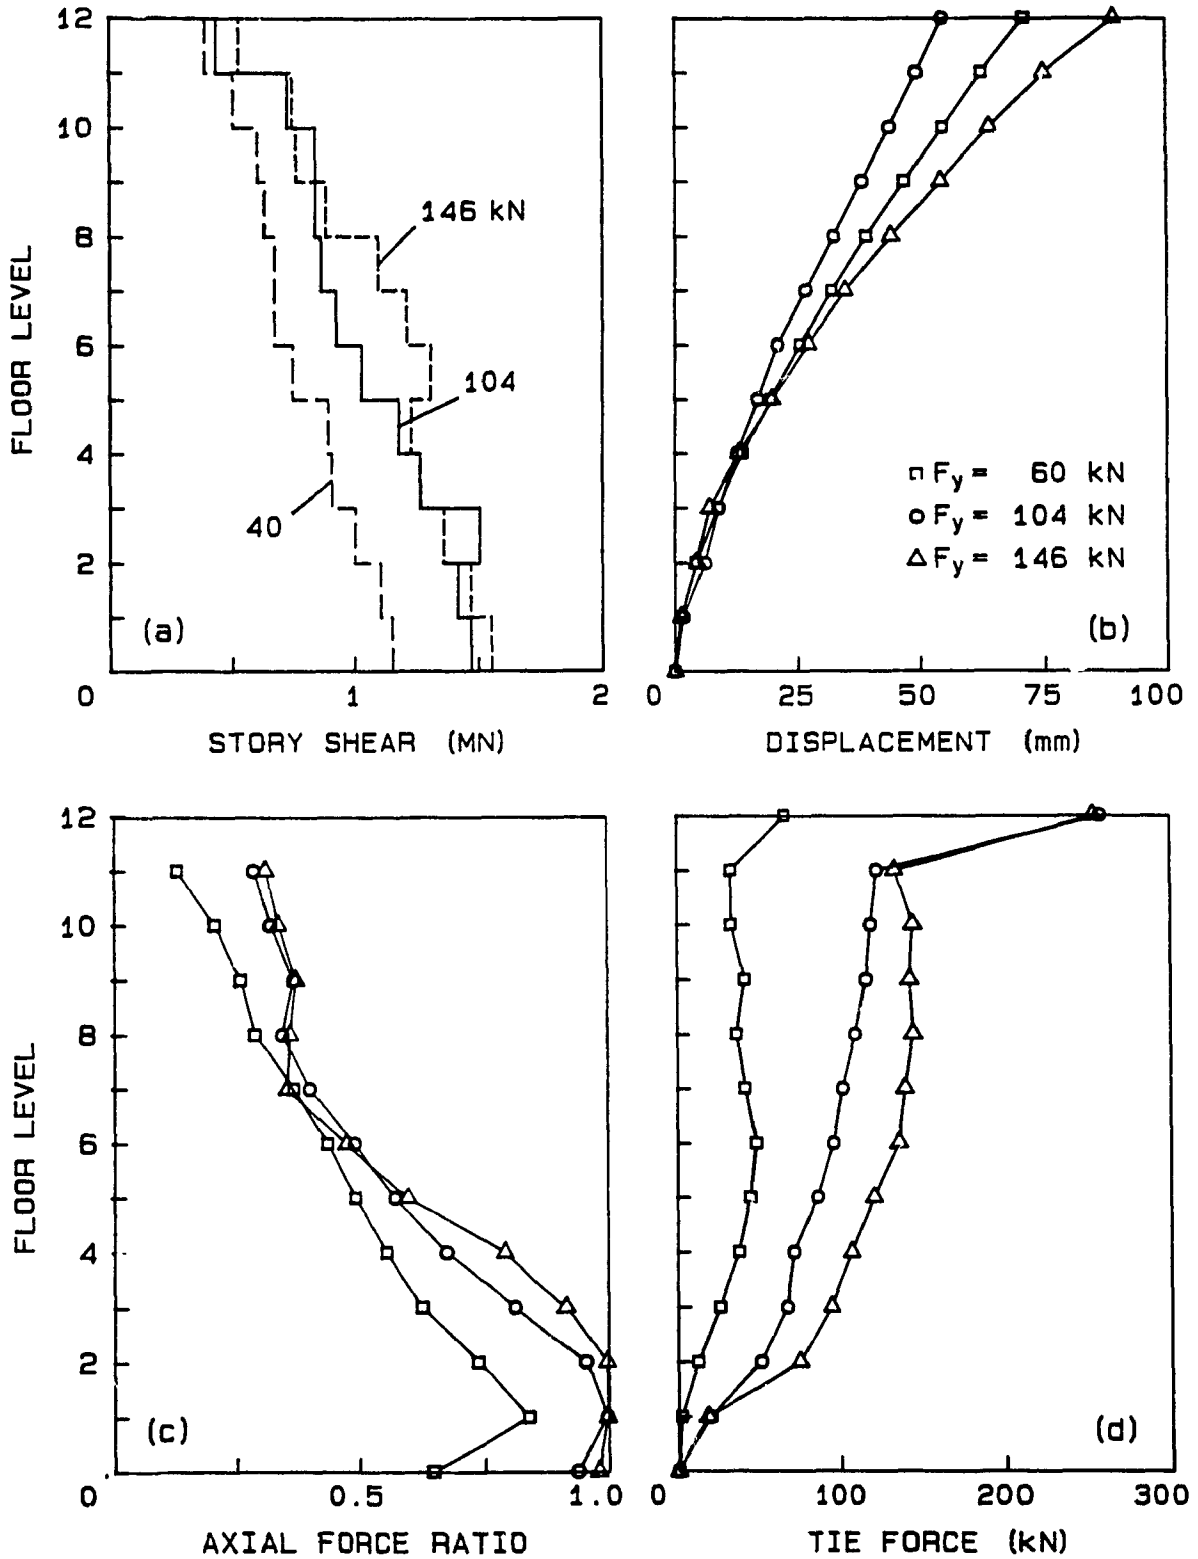 12
10
8
6
4
2
0
FLOOR LEVEL
146 kN
104
40
(a)
1
2
STORY SHEAR (MN)
□ Fy = 60 kN
○ Fy = 104 kN
△ Fy = 146 kN
(b)
0
25
50
75
100
DISPLACEMENT (mm)
12
10
8
6
4
2
0
FLOOR LEVEL
(c)
0.5
1.0
AXIAL FORCE RATIO
(d)
0
100
200
300
TIE FORCE (kN)